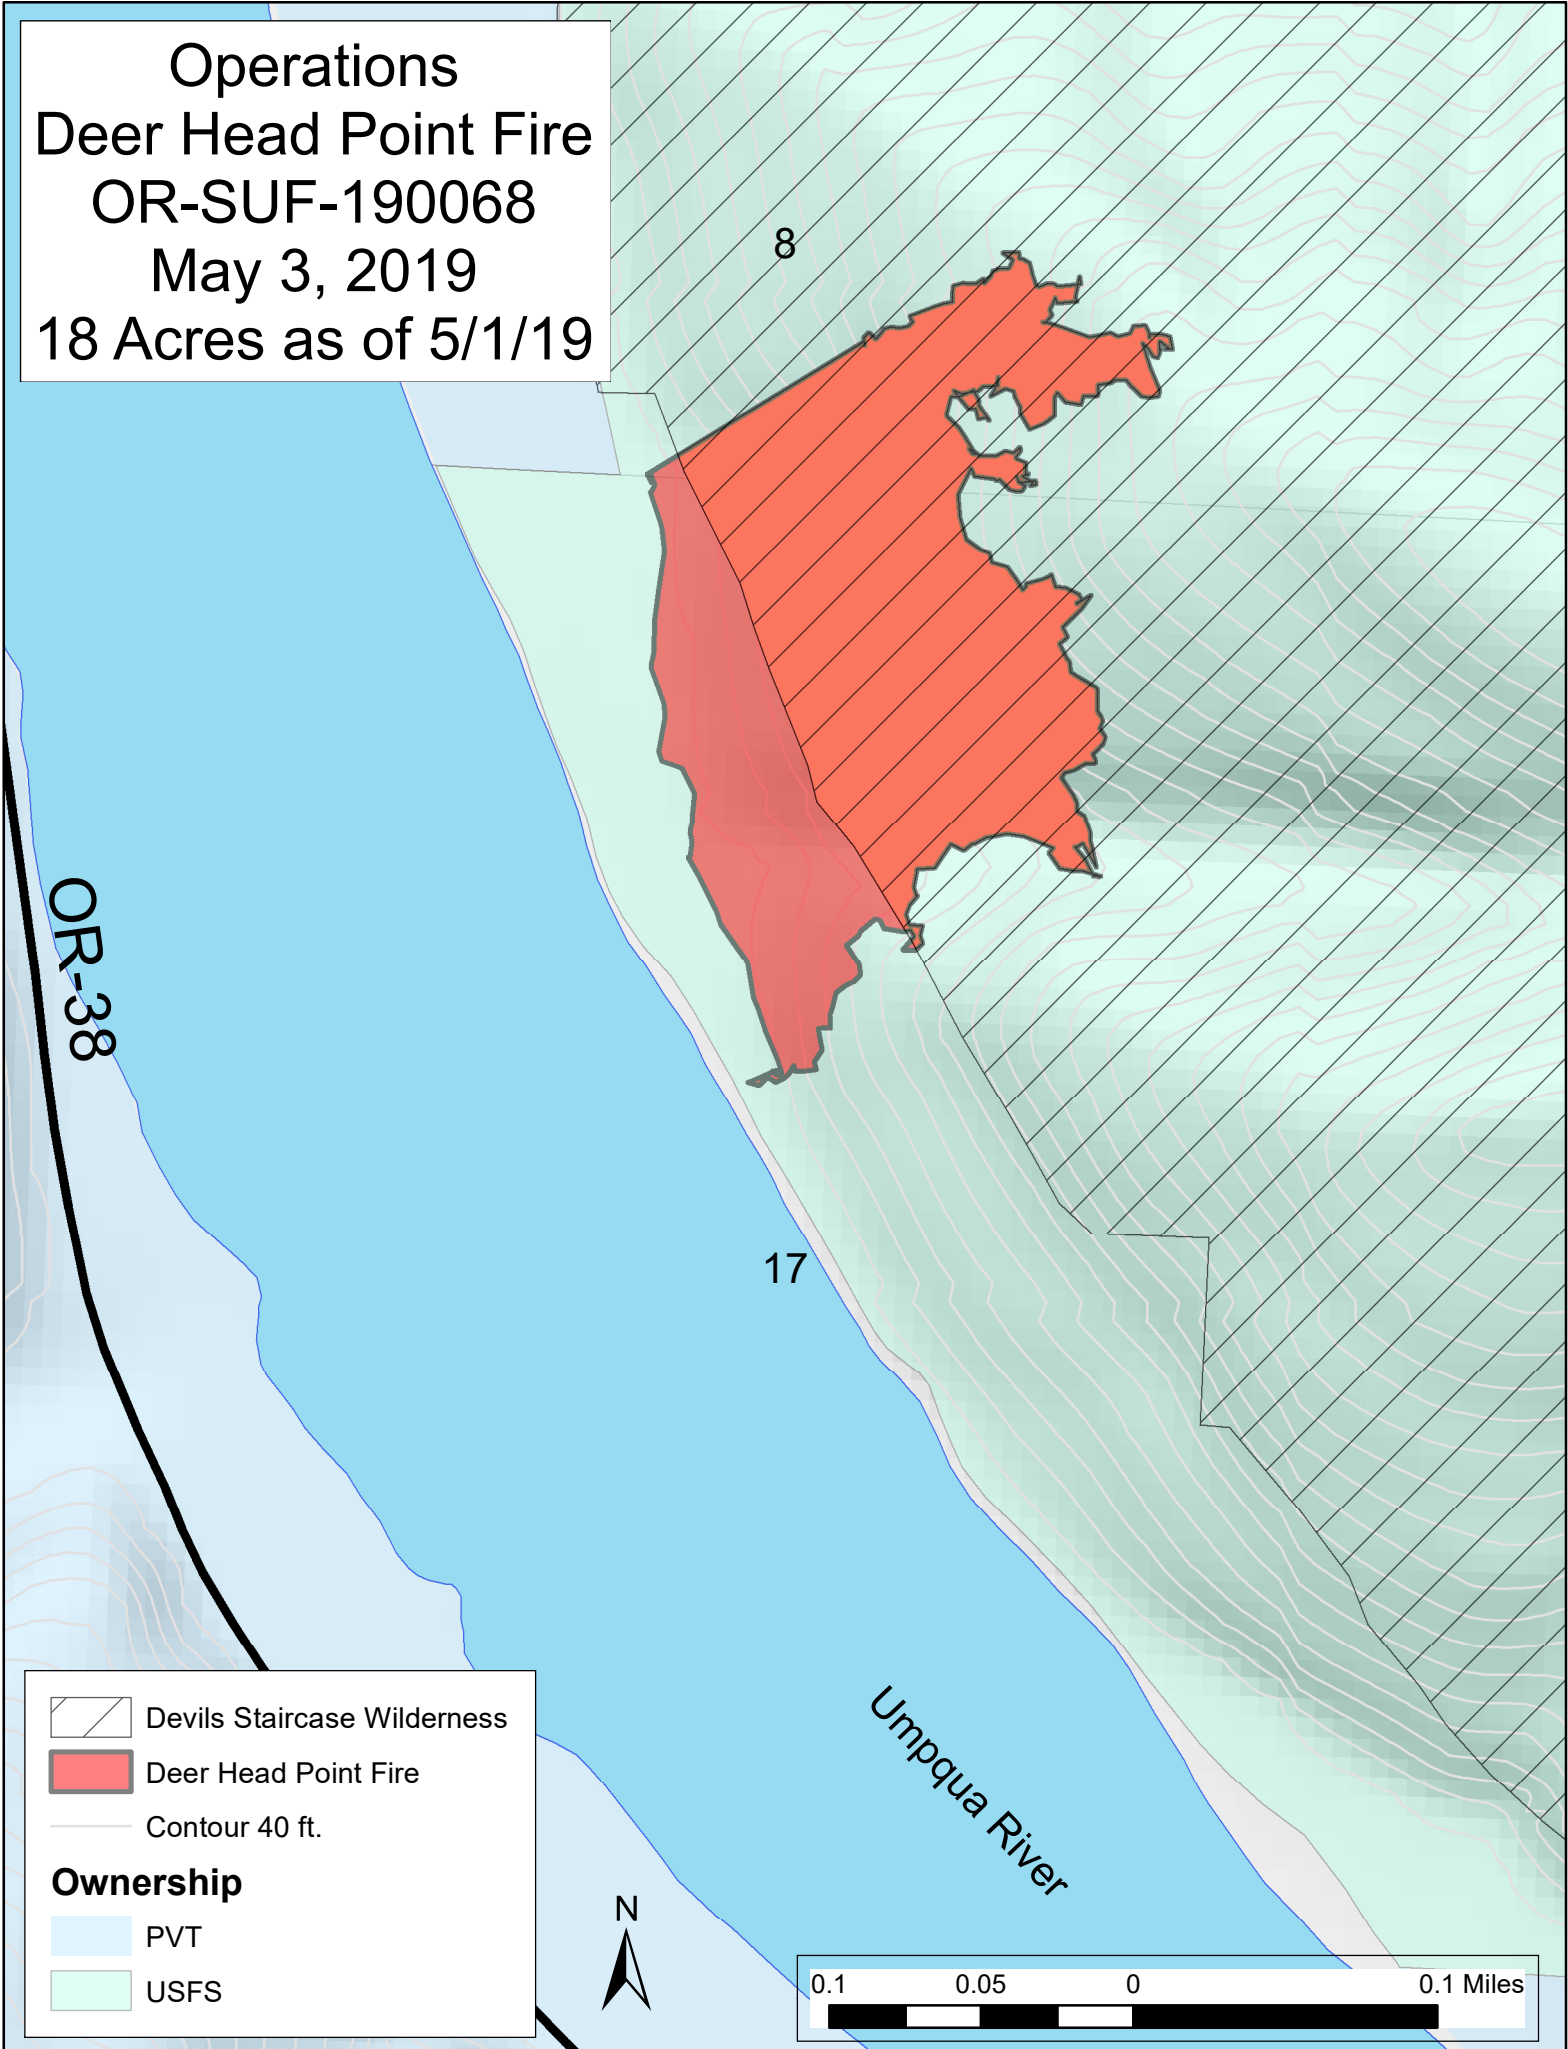 Operations
Deer Head Point Fire
OR-SUF-190068
May 3, 2019
18 Acres as of 5/1/19
8
OR-38
17
Umpqua River
Devils Staircase Wilderness
Deer Head Point Fire
Contour 40 ft.
Ownership
PVT
USFS
N
0.1 0.05 0 0.1 Miles